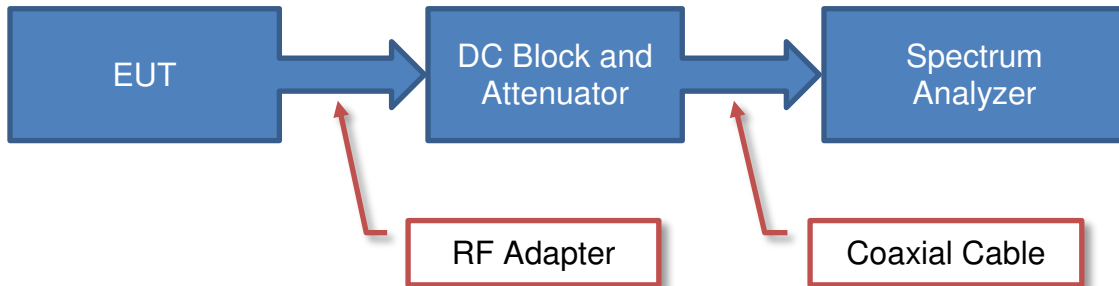 EUT
DC Block and
Attenuator
Spectrum
Analyzer
RF Adapter
Coaxial Cable